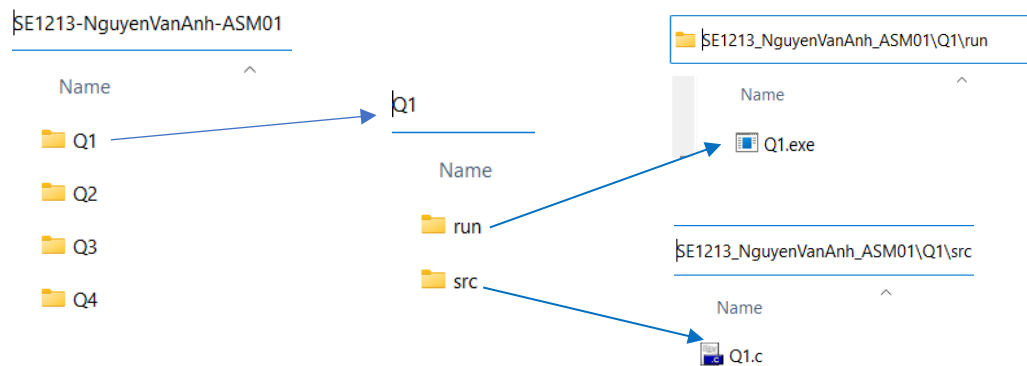 SE1213-NguyenVanAnh-ASM01
Name
Q1
Q2
Q3
Q4
Q1
Name
run
src
SE1213_NguyenVanAnh_ASM01\Q1\run
Name
Q1.exe
SE1213_NguyenVanAnh_ASM01\Q1\src
Name
Q1.c